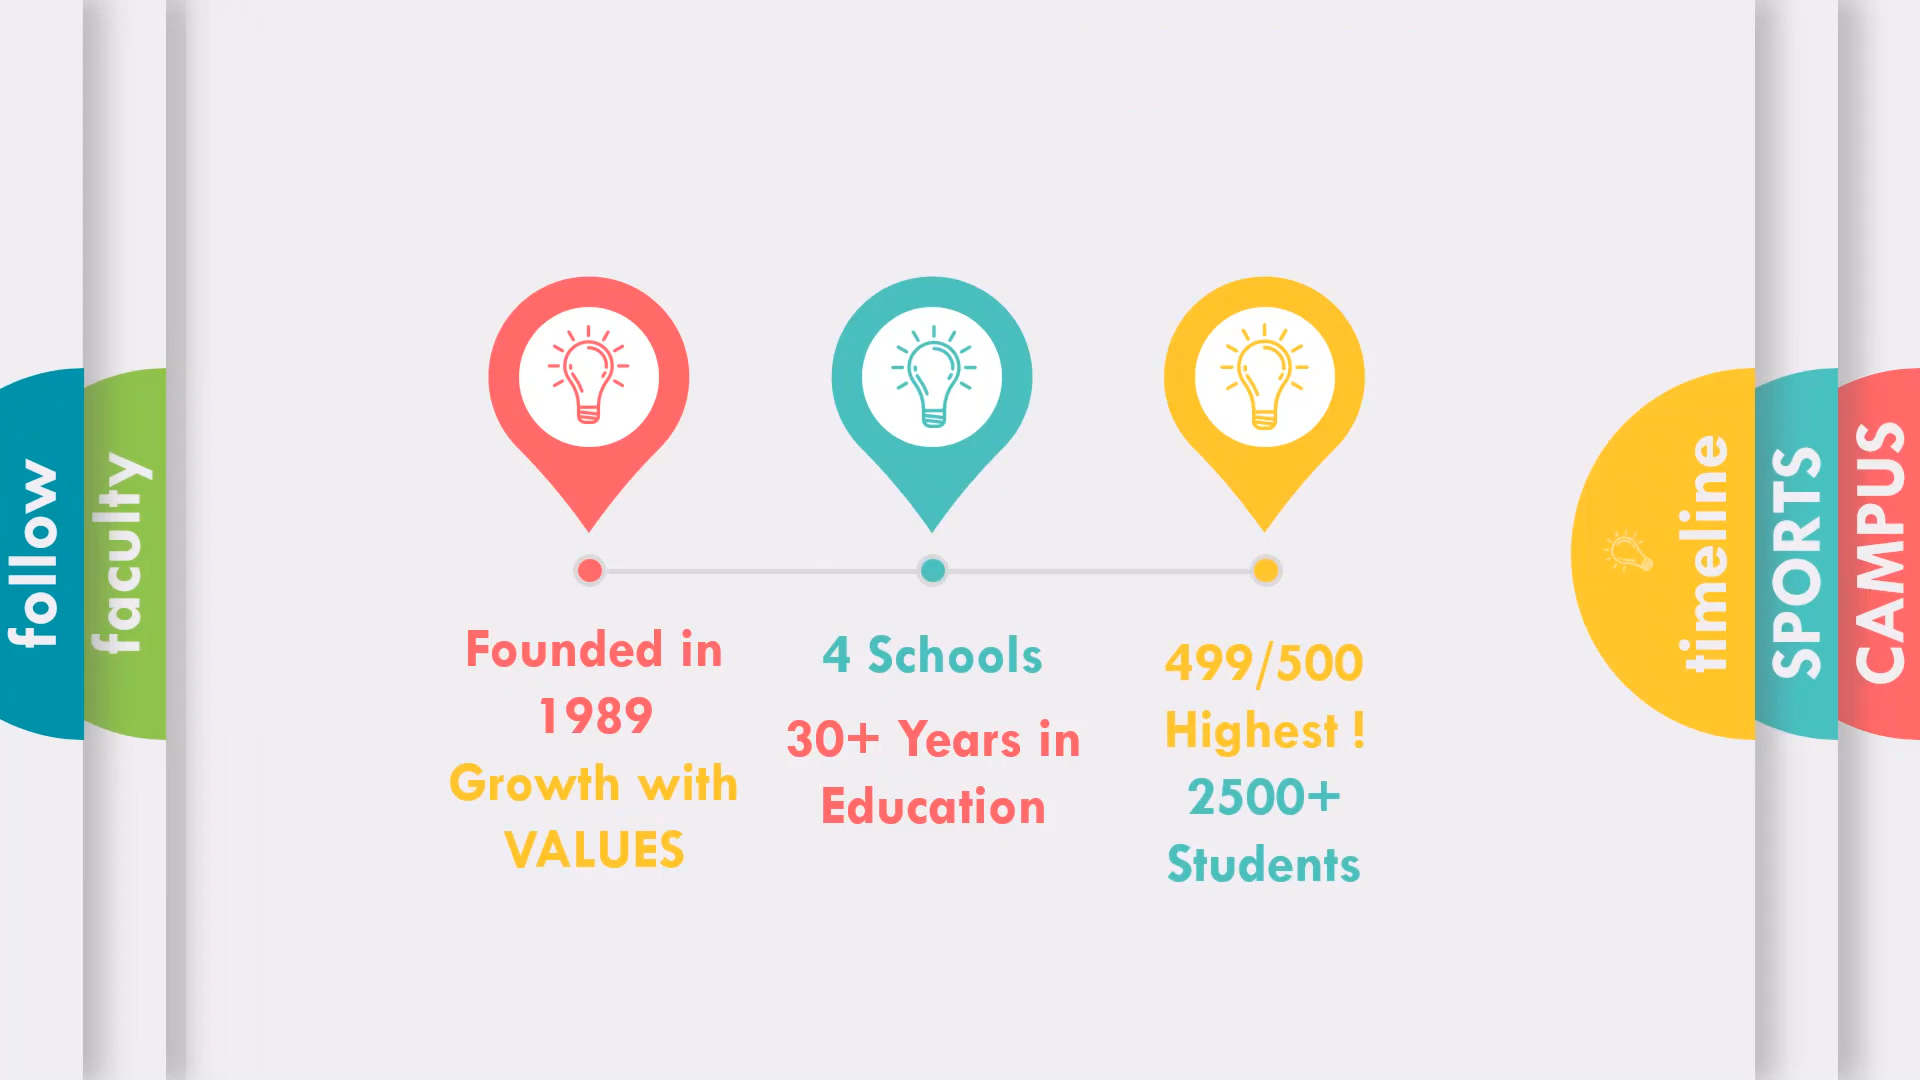 follow
faculty
Founded in
1989
Growth with
VALUES
4 Schools
30+ Years in
Education
499/500
Highest !
2500+
Students
timeline
SPORTS
CAMPUS